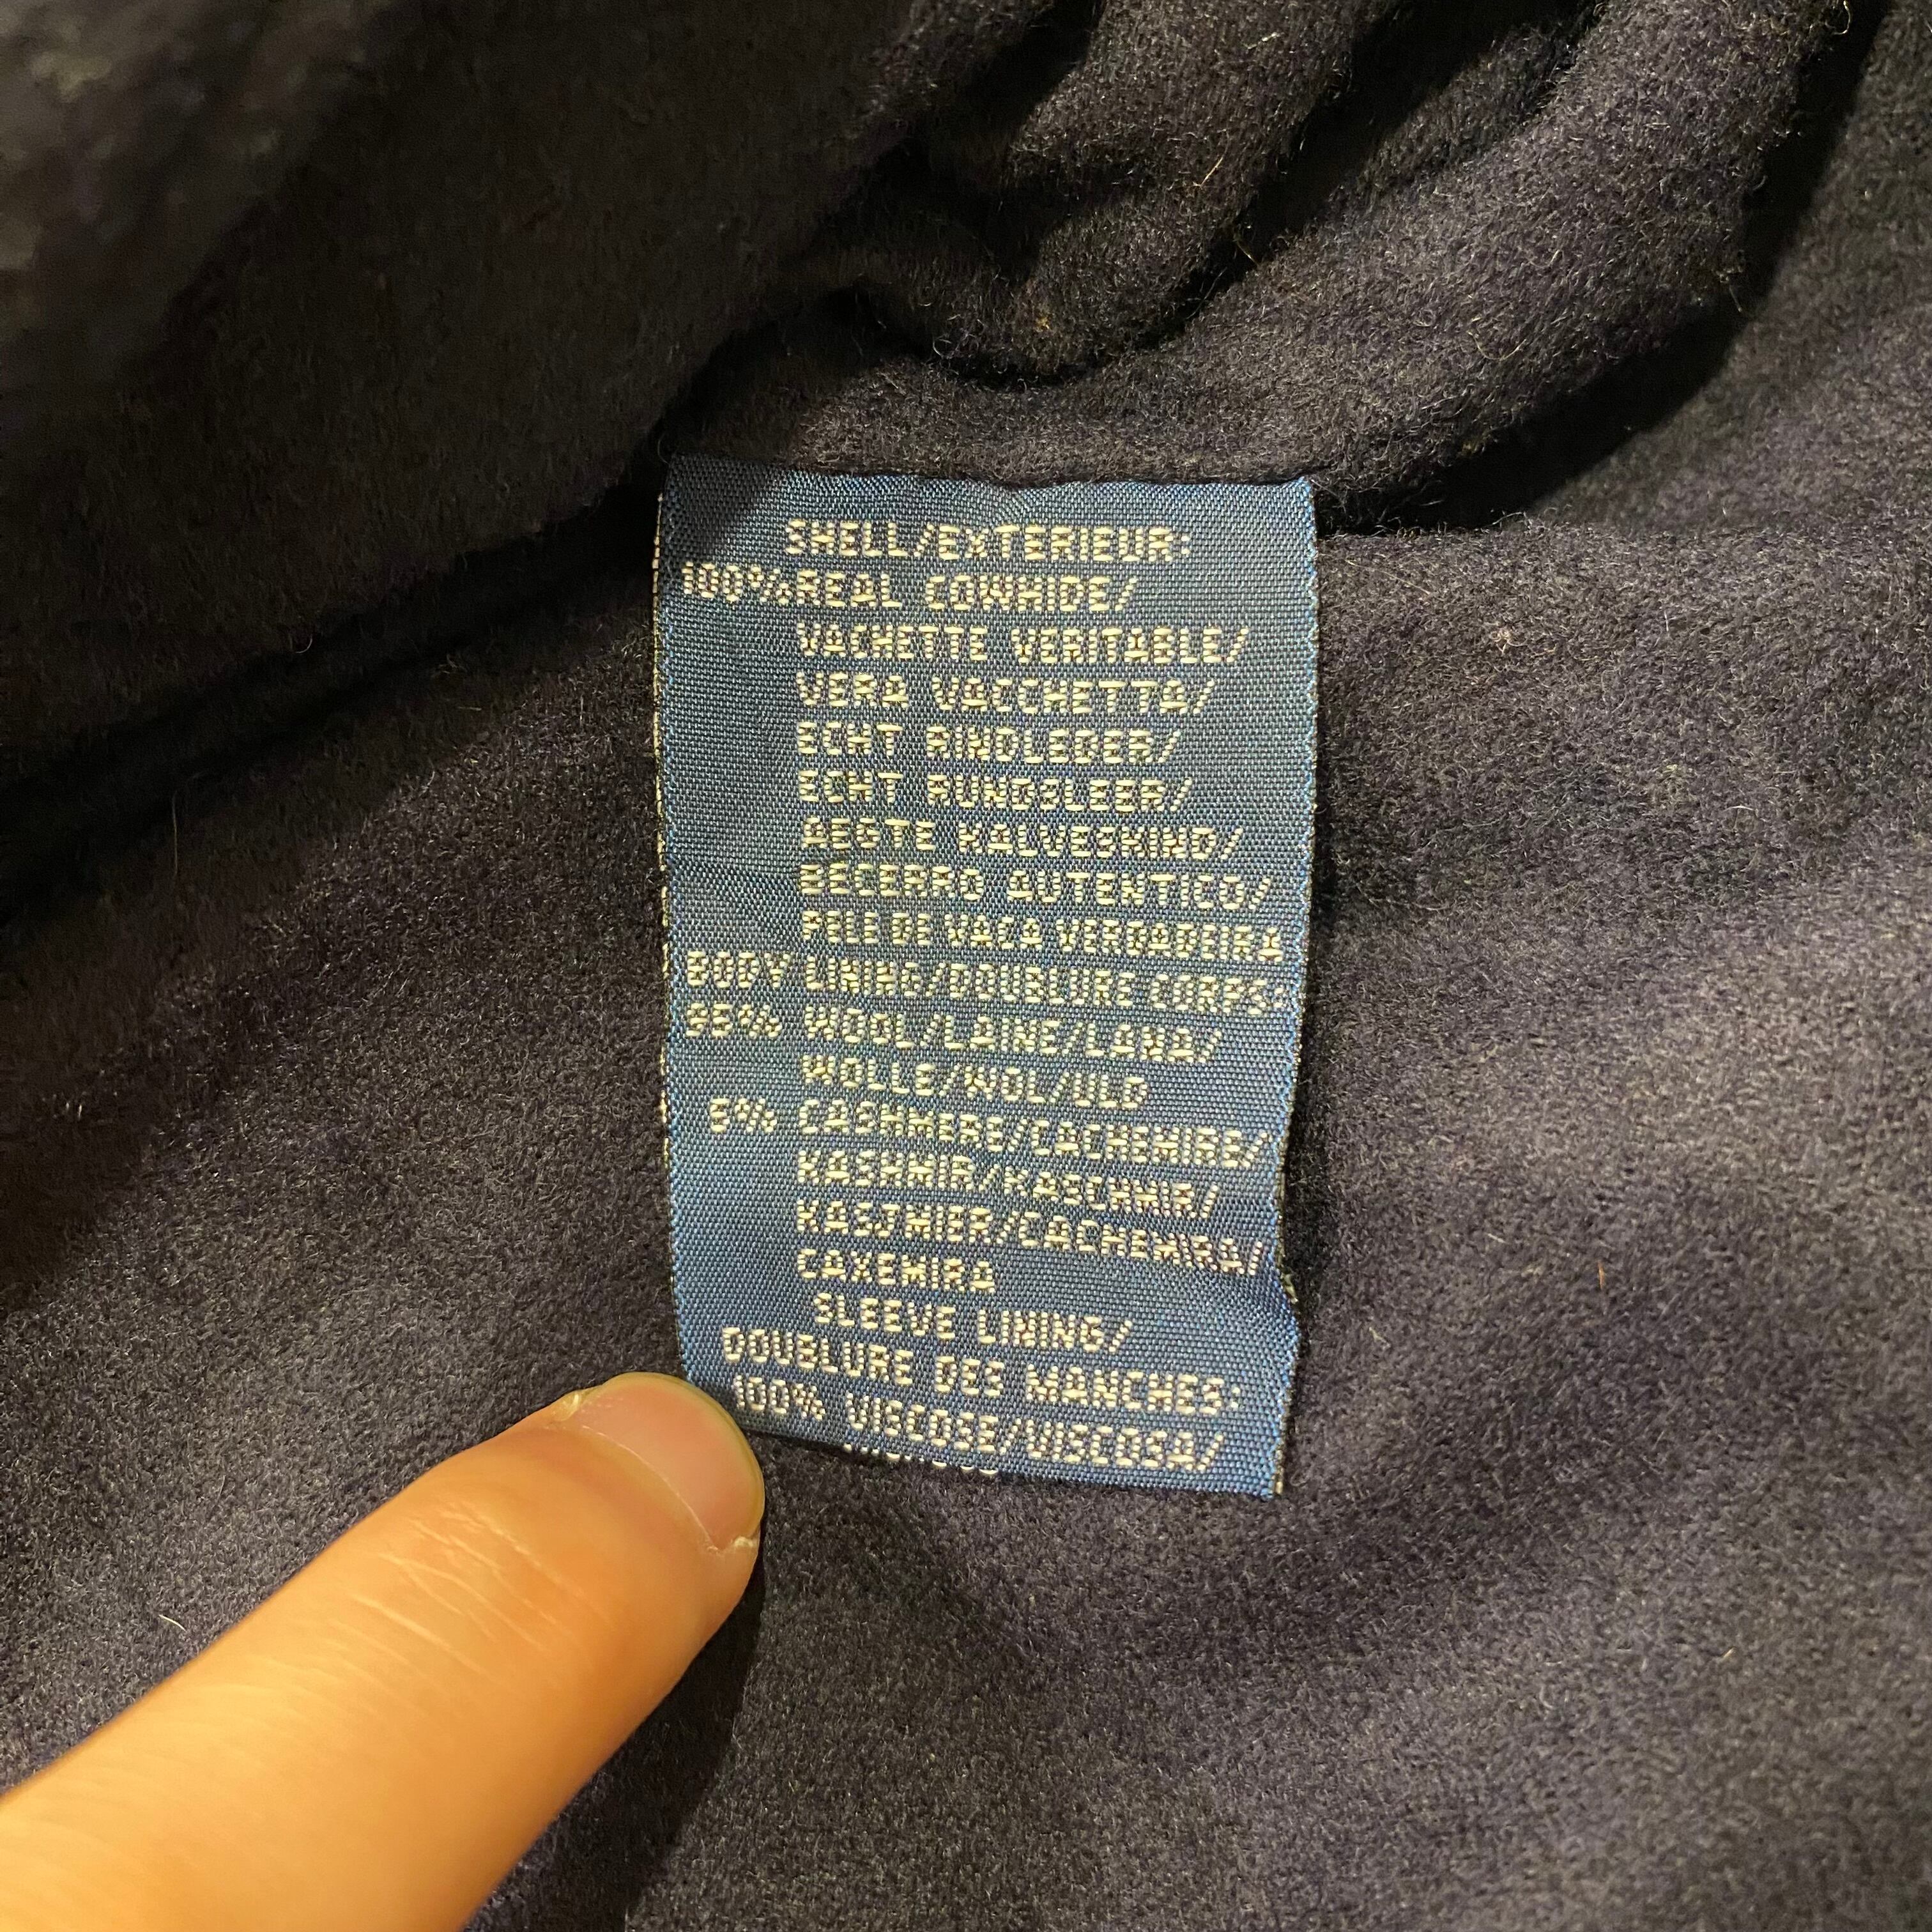 SHELL/EXTERIEUR:
100%REAL COWHIDE/
VACHETTE VERITABLE/
VERA VACCHETTA/
ECHT RINDLEDER/
ECHT RUNDSLEER/
AEGTE KALVESKIND/
BECERRO AUTENTICO/
PELE DE VACA VERDADEIRA
BODY LINING/DOUBLURE CORPS:
95% WOOL/LAINE/LANA/
WOLLE/WOL/ULD
5% CASHMERE/CACHEMIRE/
KASHMIR/KASCHMIR/
KASJMIER/CACHEMIRA/
CAXEMIRA
SLEEVE LINING/
DOUBLURE DES MANCHES:
100% VISCOSE/VISCOSA/